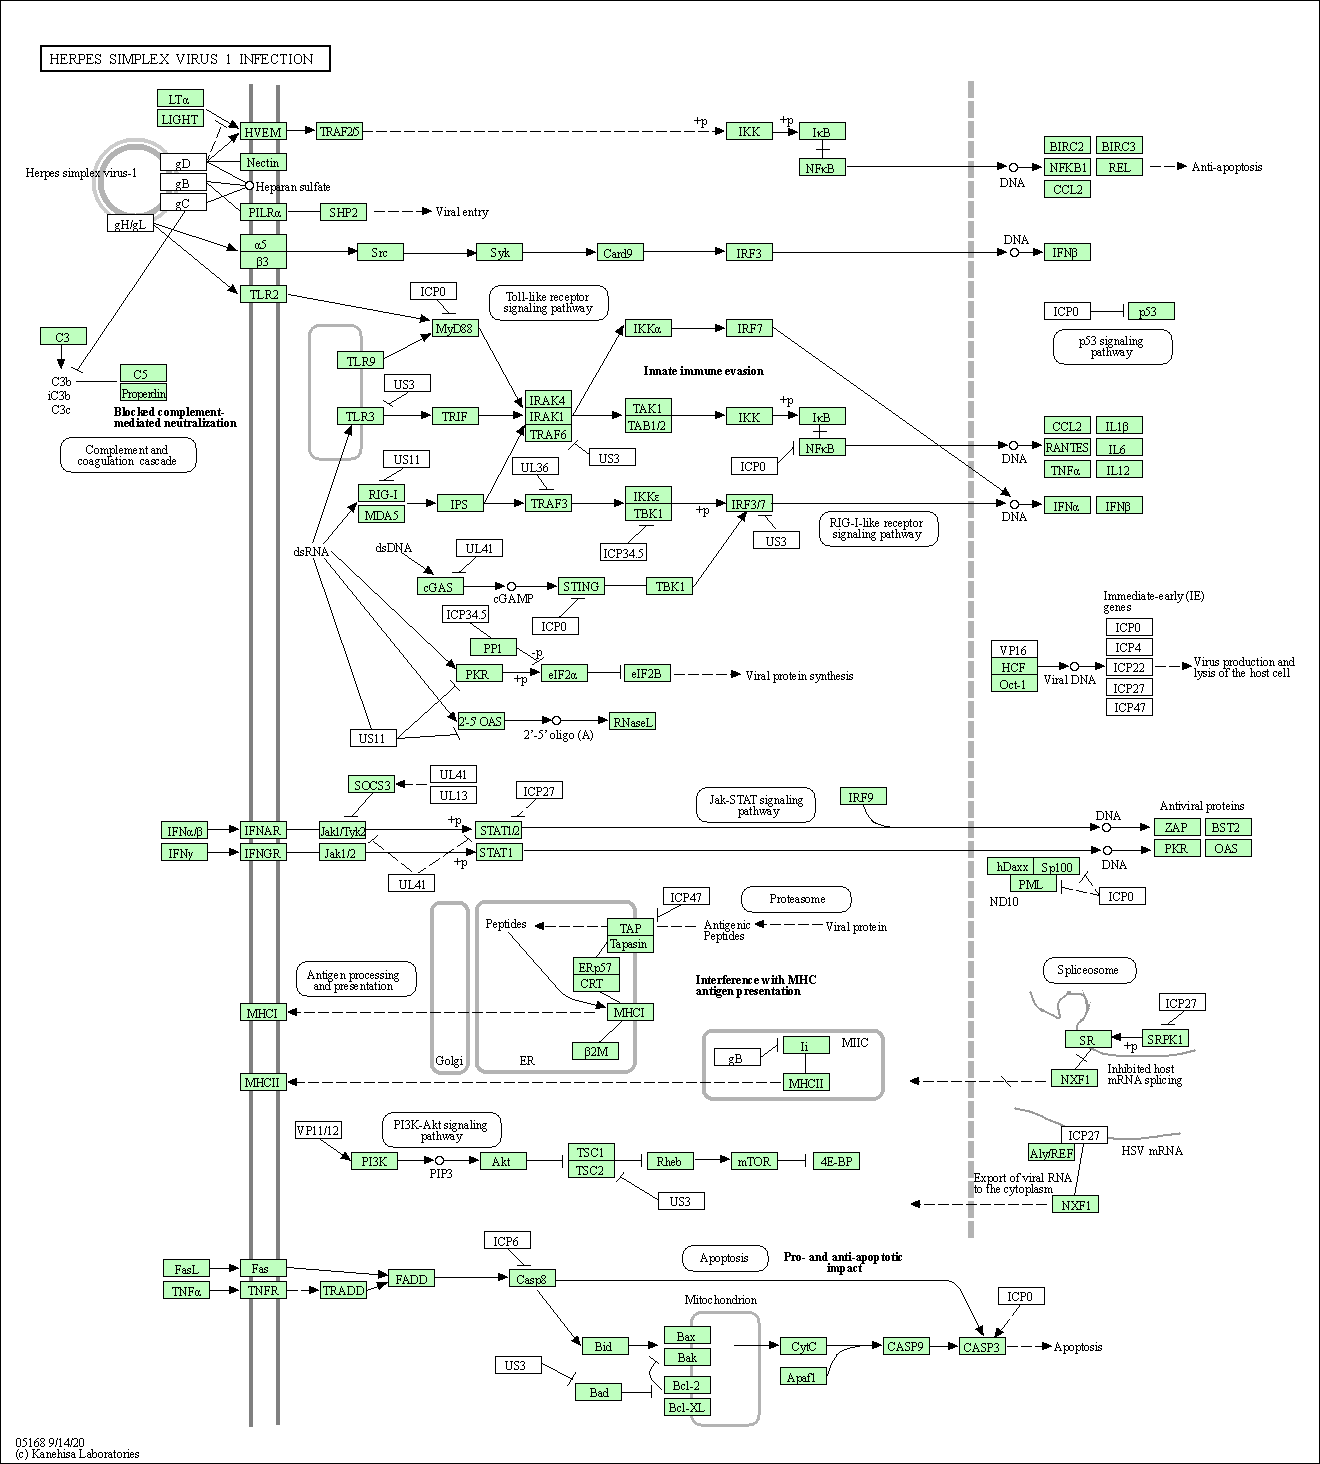 HERPES SIMPLEX VIRUS 1 INFECTION
LTα
LIGHT
HVEM
TRAF2/5
+p
IKK
+p
IκB
NFκB
DNA
BIRC2
BIRC3
NFKB1
REL
CCL2
Anti-apoptosis
Herpes simplex virus-1
gD
gB
gC
gH/gL
Nectin
Heparan sulfate
PILRα
SHP2
Viral entry
α5
β3
Src
Syk
Card9
IRF3
DNA
IFNβ
TLR2
ICP0
Toll-like receptor
signaling pathway
MyD88
IKKα
IRF7
ICP0
p53
p53 signaling
pathway
C3
C3b
iC3b
C3c
C5
Properdin
Blocked complement-
mediated neutralization
Complement and
coagulation cascade
TLR9
US3
Innate immune evasion
TLR3
TRIF
IRAK4
IRAK1
TRAF6
TAK1
TAB1/2
IKK
+p
IκB
NFκB
ICP0
US3
DNA
CCL2
IL1β
RANTES
IL6
TNFα
IL12
US11
UL36
RIG-I
MDA5
IPS
TRAF3
IKKε
TBK1
+p
IRF3/7
ICP34.5
US3
RIG-I-like receptor
signaling pathway
DNA
IFNα
IFNβ
dsRNA
dsDNA
UL41
cGAS
cGAMP
STING
TBK1
ICP0
ICP34.5
PP1
-p
PKR
+p
eIF2α
eIF2B
Viral protein synthesis
2'-5' OAS
2'-5' oligo (A)
RNaseL
US11
Immediate-early (IE)
genes
VP16
HCF
Oct-1
Viral DNA
ICP0
ICP4
ICP22
ICP27
ICP47
Virus production and
lysis of the host cell
SOCS3
UL41
UL13
ICP27
Jak-STAT signaling
pathway
IRF9
IFNα/β
IFNAR
Jak1/Tyk2
+p
STAT1/2
DNA
Antiviral proteins
ZAP
BST2
IFNγ
IFNGR
Jak1/2
+p
STAT1
DNA
PKR
OAS
UL41
hDaxx
Sp100
PML
ND10
ICP0
ICP47
Proteasome
Peptides
TAP
Tapasin
Antigenic
Peptides
Viral protein
ERp57
CRT
Antigen processing
and presentation
Interference with MHC
antigen presentation
MHCI
MHCI
β2M
Golgi
ER
gB
Ii
MIIC
MHCII
MHCII
Spliceosome
ICP27
SR
+p
SRPK1
NXF1
Inhibited host
mRNA splicing
VP11/12
PI3K-Akt signaling
pathway
PI3K
PIP3
Akt
TSC1
TSC2
Rheb
mTOR
4E-BP
US3
ICP27
Aly/REF
HSV mRNA
Export of viral RNA
to the cytoplasm
NXF1
ICP6
Apoptosis
Pro- and anti-apoptotic
impact
FasL
Fas
FADD
Casp8
TNFα
TNFR
TRADD
Mitochondrion
ICP0
Bid
Bax
Bak
CytC
CASP9
CASP3
Apoptosis
US3
Bad
Bcl-2
Bcl-XL
Apaf1
05168 9/14/20
(c) Kanehisa Laboratories